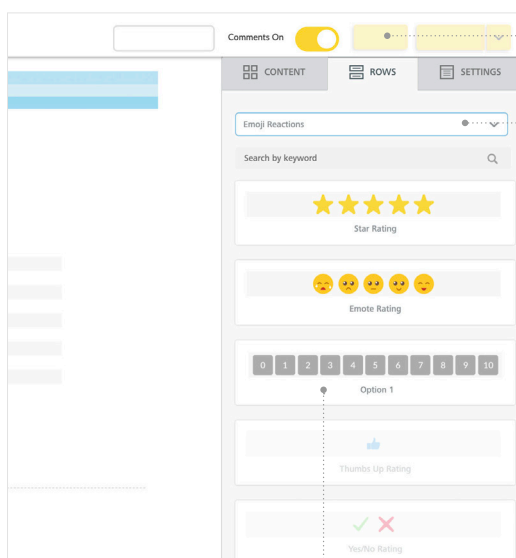 Comments On
CONTENT
ROWS
SETTINGS
Emoji Reactions
Search by keyword
Star Rating
Emote Rating
0 1 2 3 4 5 6 7 8 9 10
Option 1
Thumbs Up Rating
Yes/No Rating